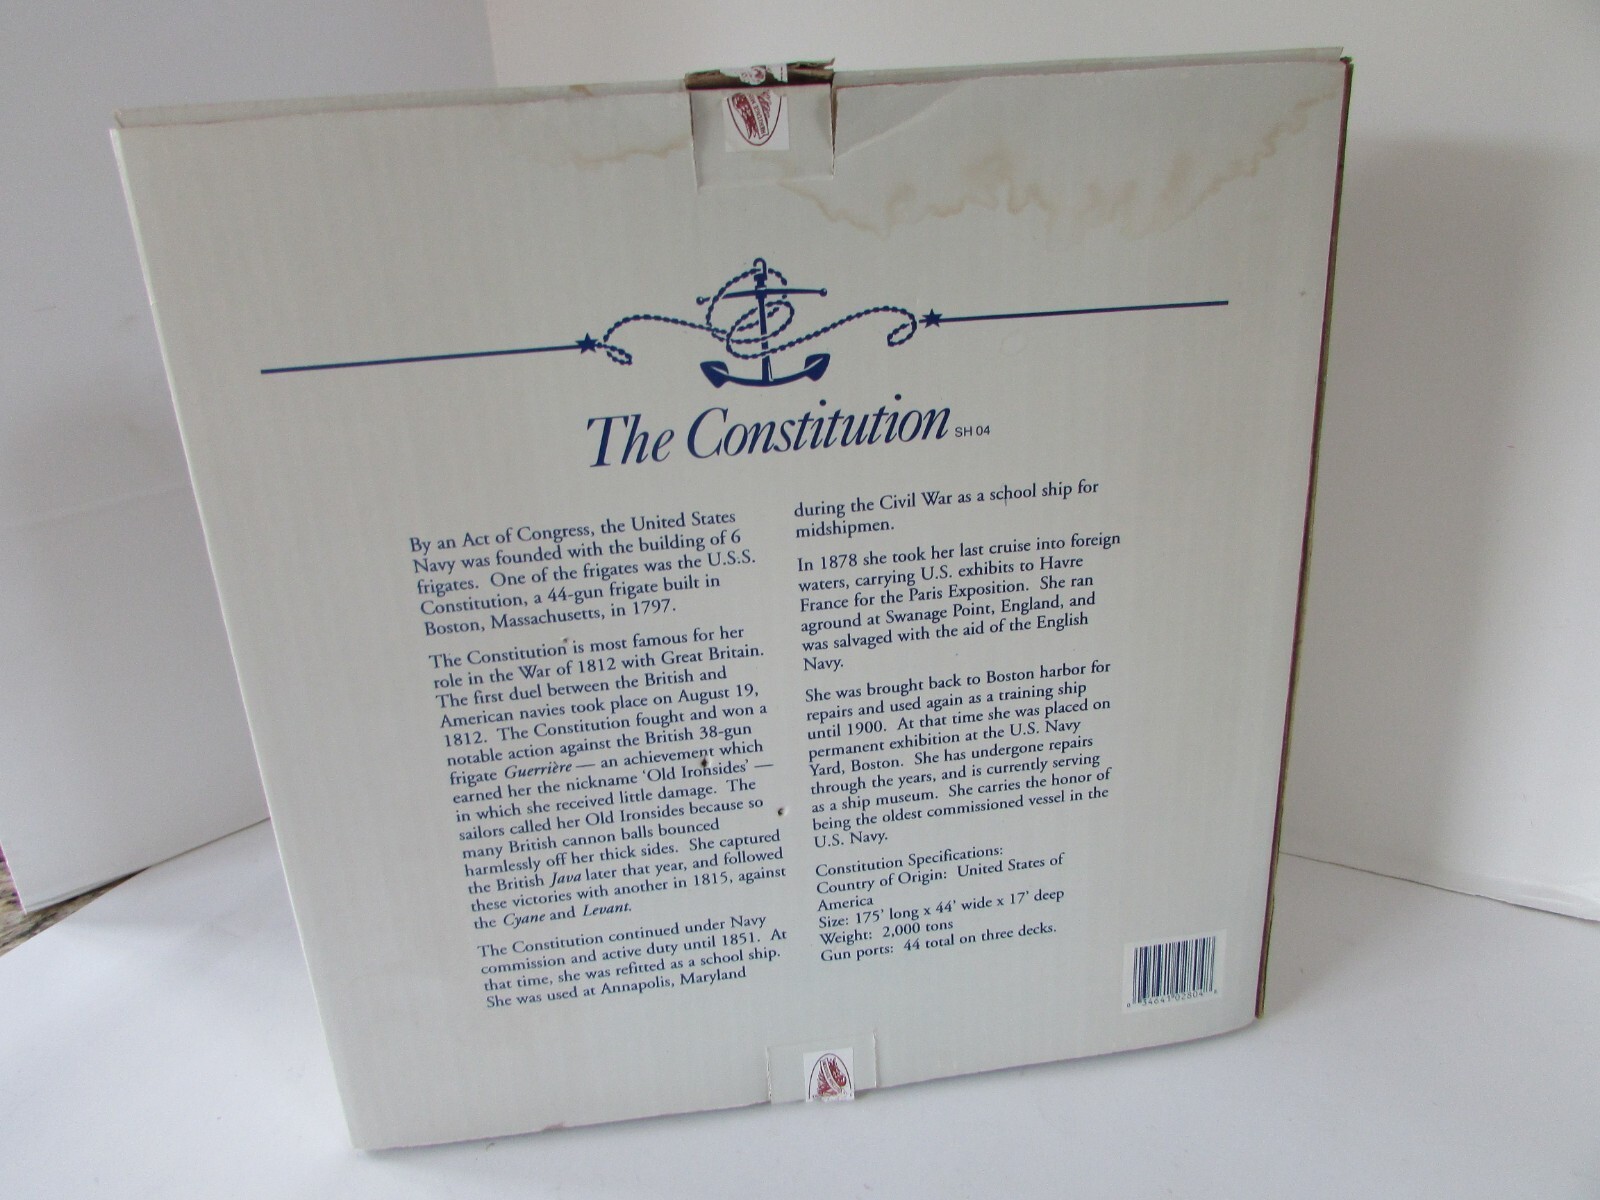 The Constitution SH 04
By an Act of Congress, the United States
Navy was founded with the building of 6
frigates. One of the frigates was the U.S.S.
Constitution, a 44-gun frigate built in
Boston, Massachusetts, in 1797.
The Constitution is most famous for her
role in the War of 1812 with Great Britain.
The first duel between the British and
American navies took place on August 19,
1812. The Constitution fought and won a
notable action against the British 38-gun
frigate Guerrière — an achievement which
earned her the nickname 'Old Ironsides' —
in which she received little damage. The
sailors called her Old Ironsides because so
many British cannon balls bounced
harmlessly off her thick sides. She captured
the British Java later that year, and followed
these victories with another in 1815, against
the Cyane and Levant.
The Constitution continued under Navy
commission and active duty until 1851. At
that time, she was refitted as a school ship.
She was used at Annapolis, Maryland
during the Civil War as a school ship for
midshipmen.
In 1878 she took her last cruise into foreign
waters, carrying U.S. exhibits to Havre
France for the Paris Exposition. She ran
aground at Swanage Point, England, and
was salvaged with the aid of the English
Navy.
She was brought back to Boston harbor for
repairs and used again as a training ship
until 1900. At that time she was placed on
permanent exhibition at the U.S. Navy
Yard, Boston. She has undergone repairs
through the years, and is currently serving
as a ship museum. She carries the honor of
being the oldest commissioned vessel in the
U.S. Navy.
Constitution Specifications:
Country of Origin: United States of
America
Size: 175' long x 44' wide x 17' deep
Weight: 2,000 tons
Gun ports: 44 total on three decks.
34641 02804